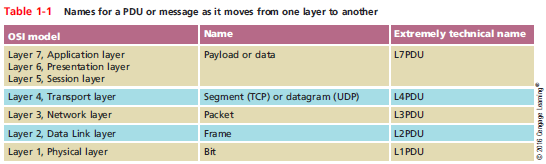 Table 1-1 Names for a PDU or message as it moves from one layer to another
OSI model Name Extremely technical name
Layer 7, Application layer Payload or data L7PDU
Layer 6, Presentation layer
Layer 5, Session layer
Layer 4, Transport layer Segment (TCP) or datagram (UDP) L4PDU
Layer 3, Network layer Packet L3PDU
Layer 2, Data Link layer Frame L2PDU
Layer 1, Physical layer Bit L1PDU
© 2016 Cengage Learning®